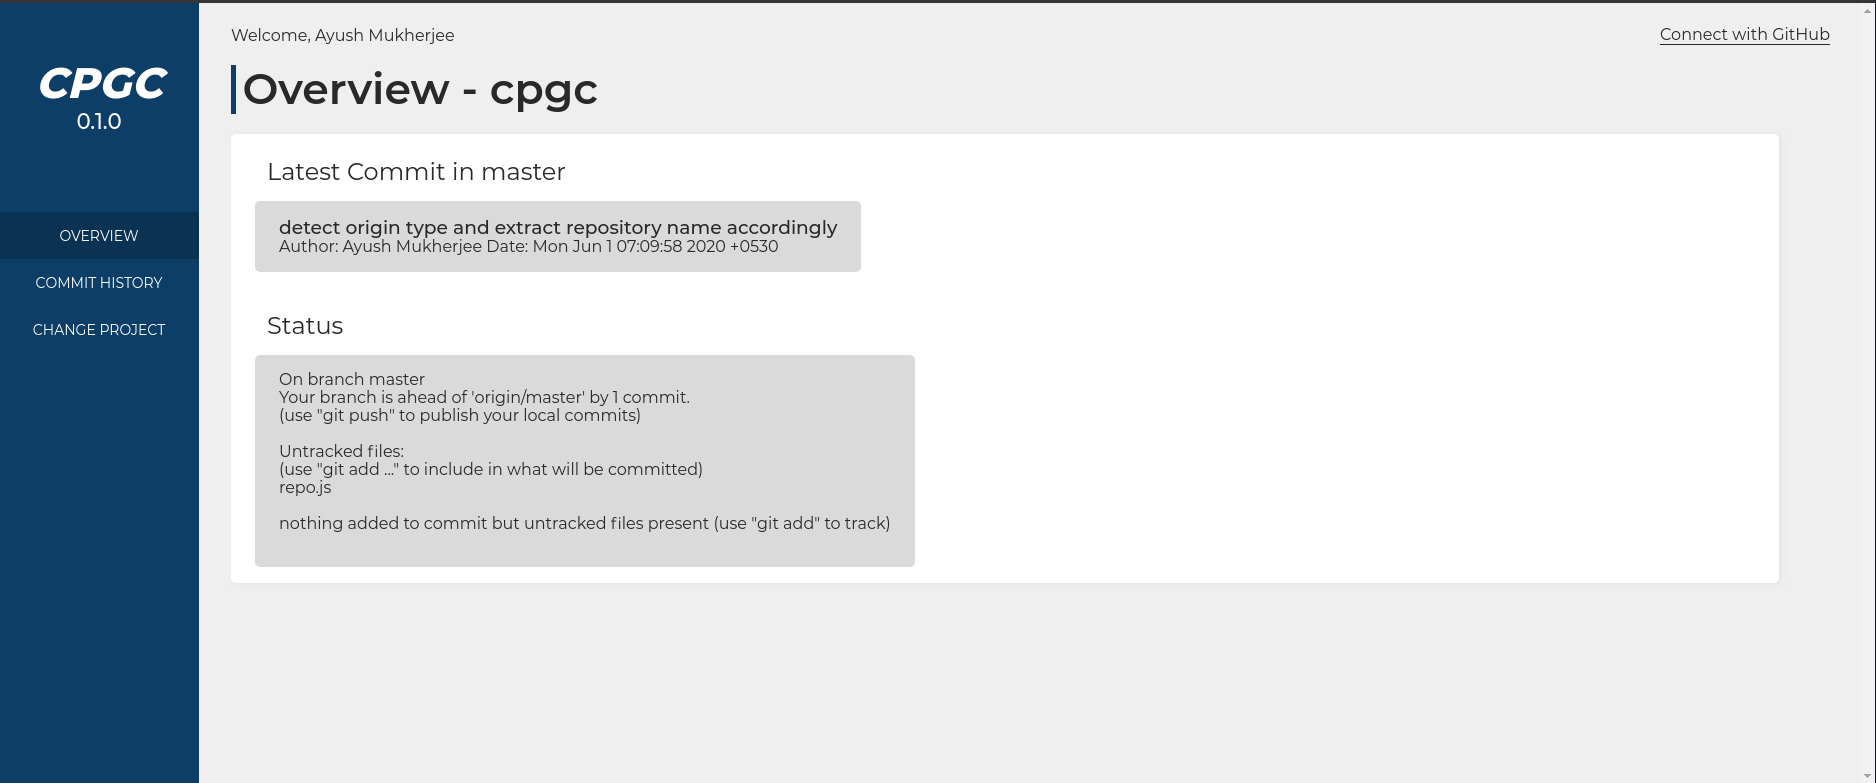 CPGC
0.1.0
OVERVIEW
COMMIT HISTORY
CHANGE PROJECT
Welcome, Ayush Mukherjee
Connect with GitHub
Overview - cpgc
Latest Commit in master
detect origin type and extract repository name accordingly
Author: Ayush Mukherjee Date: Mon Jun 1 07:09:58 2020 +0530
Status
On branch master
Your branch is ahead of 'origin/master' by 1 commit.
(use "git push" to publish your local commits)
Untracked files:
(use "git add ..." to include in what will be committed)
repo.js
nothing added to commit but untracked files present (use "git add" to track)